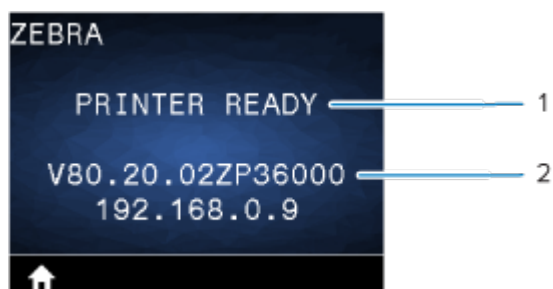 ZEBRA
PRINTER READY
1
V80.20.02ZP36000
2
192.168.0.9